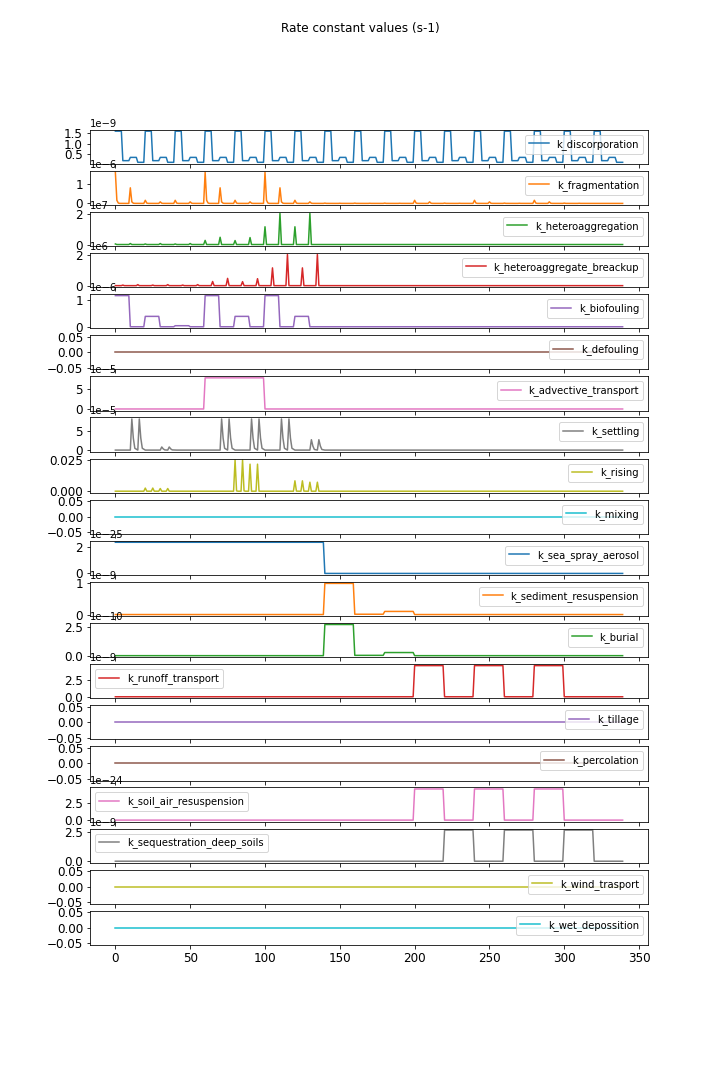 Rate constant values (s-1)
1e−9
1.5
1.0
0.5
k_discorporation
1e−6
1
0
k_fragmentation
1e7
2
0
k_heteroaggregation
1e6
2
0
k_heteroaggregate_breackup
1e−6
1
0
k_biofouling
0.05
0.00
−0.05
k_defouling
1e−5
5
0
k_advective_transport
1e−5
5
0
k_settling
0.025
0.000
k_rising
0.05
0.00
−0.05
k_mixing
1e−25
2
0
k_sea_spray_aerosol
1e−9
1
0
k_sediment_resuspension
1e−10
2.5
0.0
k_burial
1e−9
2.5
0.0
k_runoff_transport
0.05
0.00
−0.05
k_tillage
0.05
0.00
−0.05
k_percolation
1e−24
2.5
0.0
k_soil_air_resuspension
1e−9
2.5
0.0
k_sequestration_deep_soils
0.05
0.00
−0.05
k_wind_trasport
0.05
0.00
−0.05
k_wet_depossition
0 50 100 150 200 250 300 350